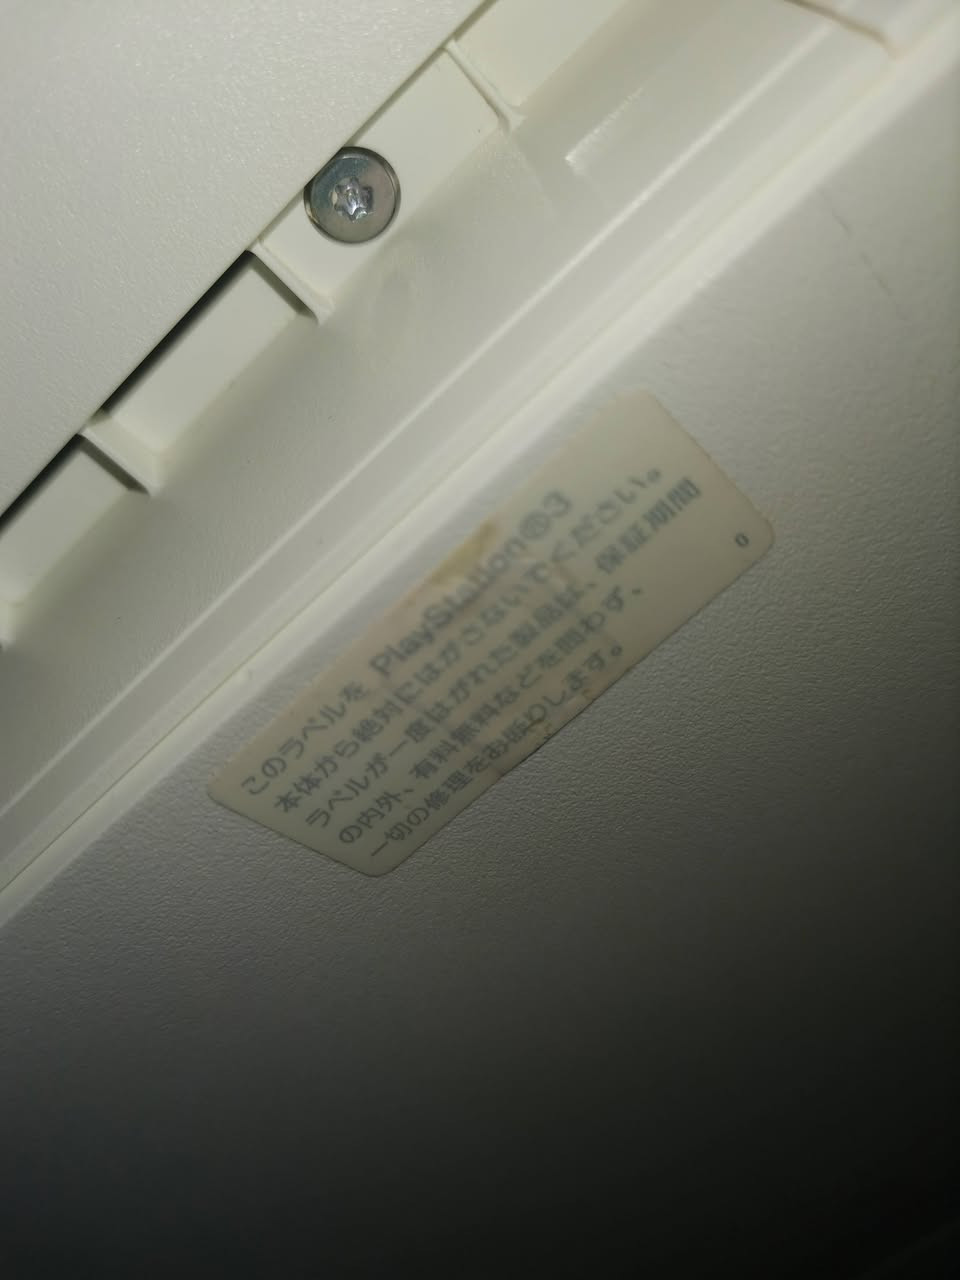 このラベルを PlayStation®3
本体から絶対にはがさないでください。
ラベルが一度はがれた製品は、保証期間
の内外、有料無料などを問わず、
一切の修理をお断りします。
0